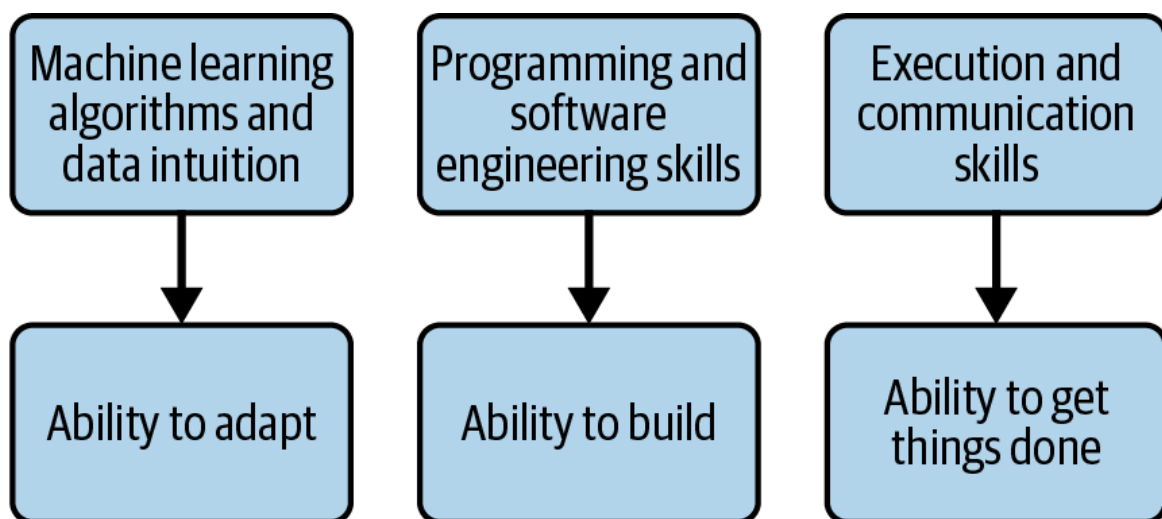 Machine learning
algorithms and
data intuition
Programming and
software
engineering skills
Execution and
communication
skills
Ability to adapt
Ability to build
Ability to get
things done